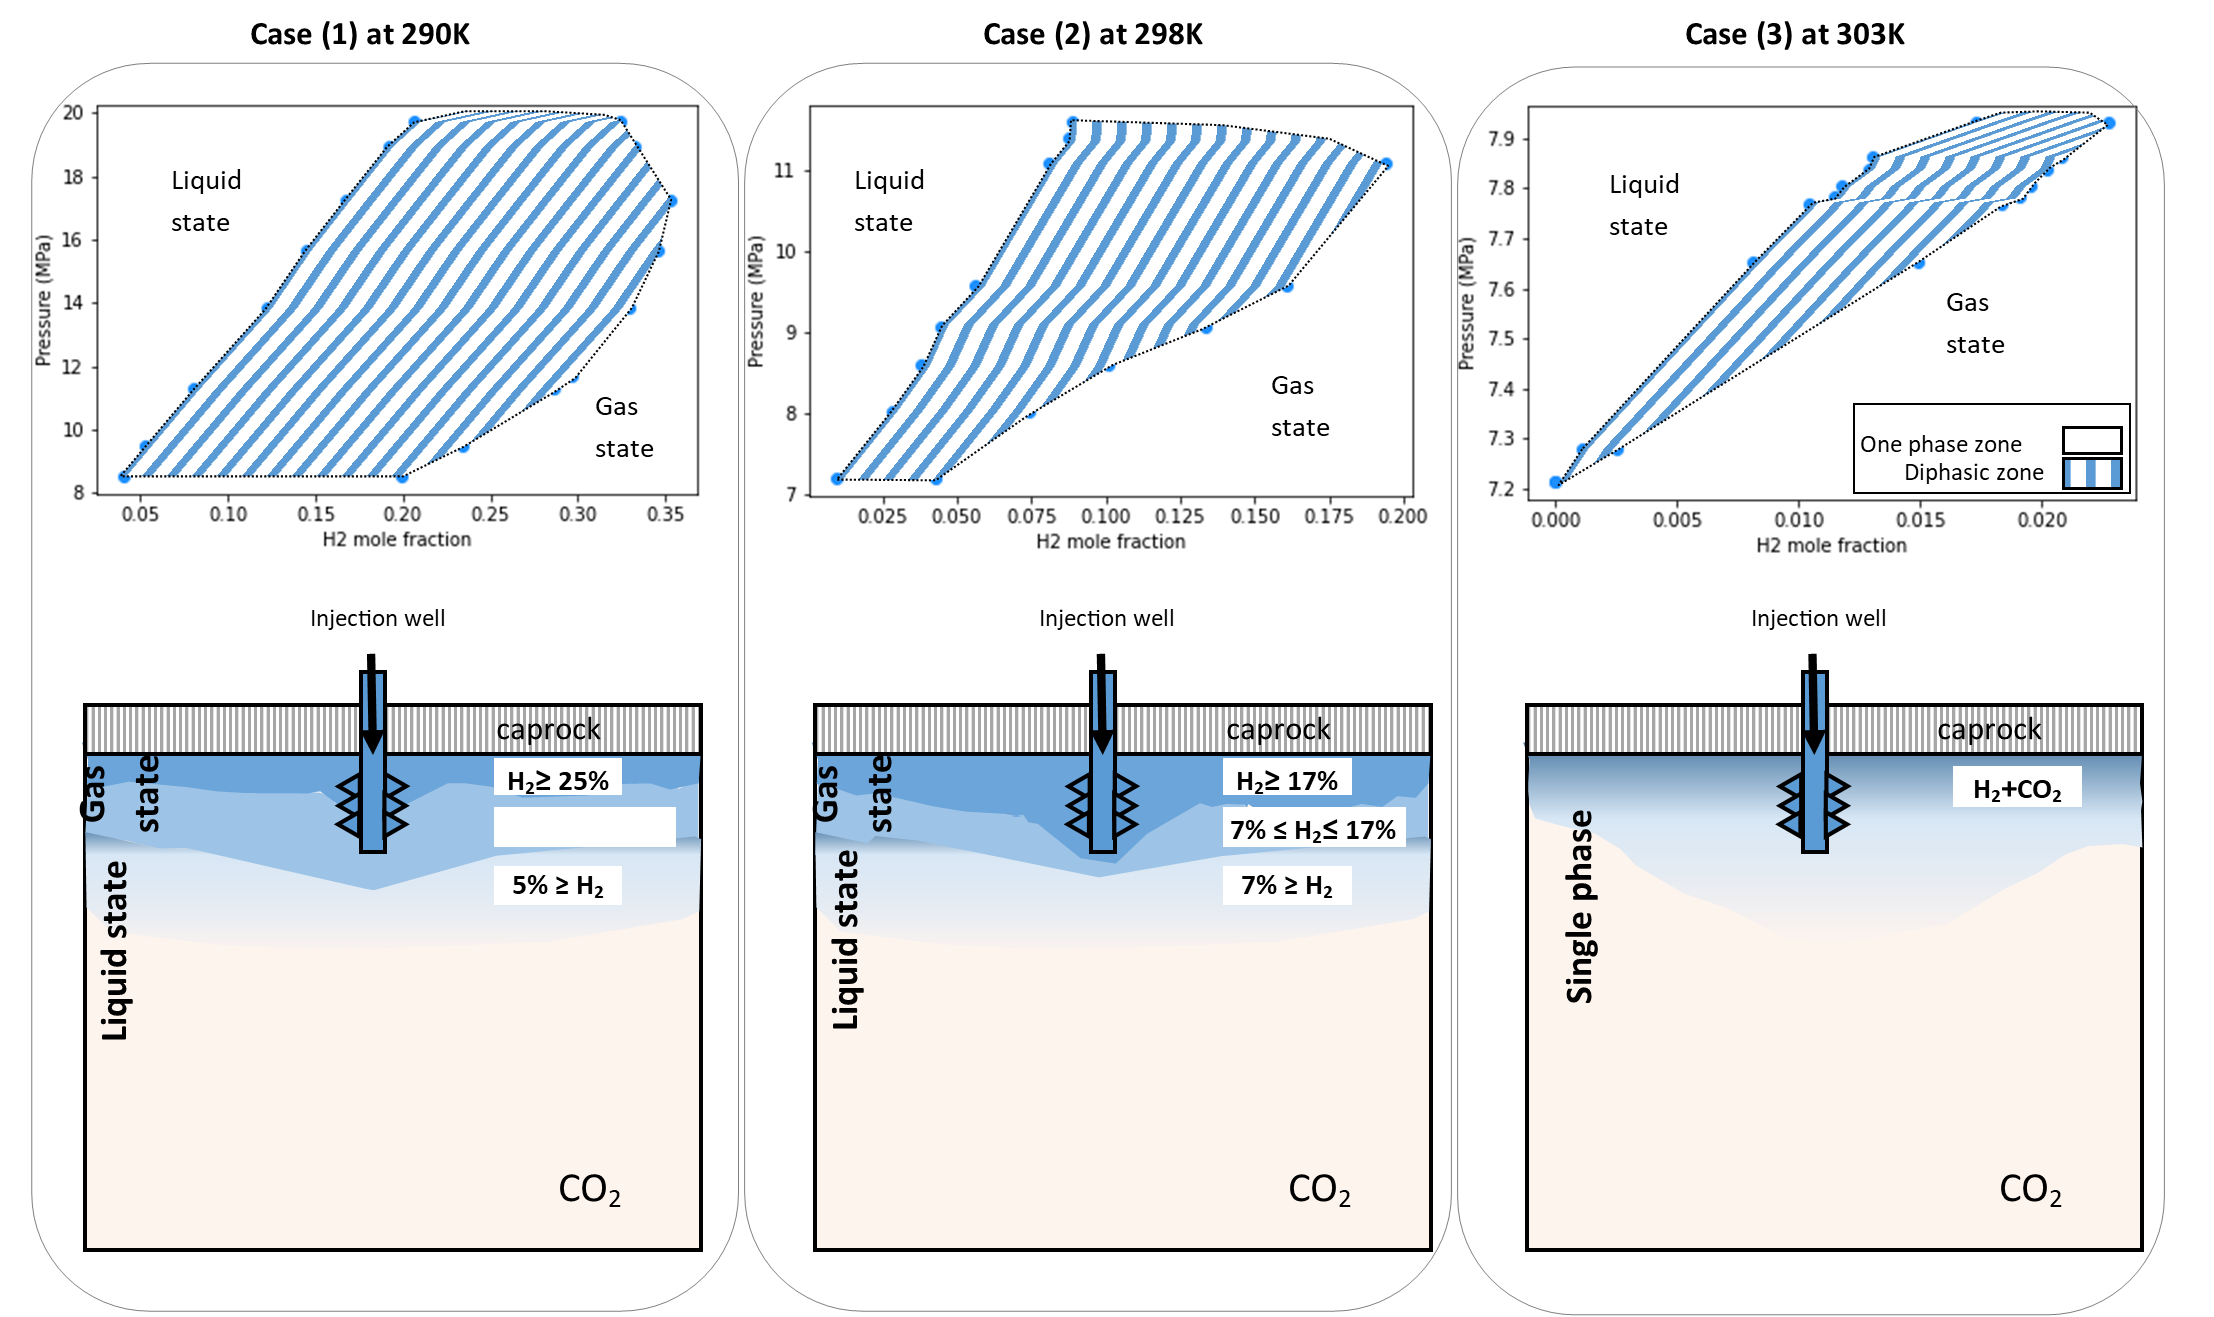 Case (1) at 290K
20
18
16
14
12
10
8
Pressure (MPa)
Liquid
state
Gas
state
0.05 0.10 0.15 0.20 0.25 0.30 0.35
H2 mole fraction
Injection well
caprock
Gas
state
H₂≥ 25%
5% ≥ H₂
Liquid state
CO₂
Case (2) at 298K
11
10
9
8
7
Pressure (MPa)
Liquid
state
Gas
state
0.025 0.050 0.075 0.100 0.125 0.150 0.175 0.200
H2 mole fraction
Injection well
caprock
Gas
state
H₂≥ 17%
7% ≤ H₂≤ 17%
7% ≥ H₂
Liquid state
CO₂
Case (3) at 303K
7.9
7.8
7.7
7.6
7.5
7.4
7.3
7.2
Pressure (MPa)
Liquid
state
Gas
state
One phase zone
Diphasic zone
0.000 0.005 0.010 0.015 0.020
H2 mole fraction
Injection well
caprock
H₂+CO₂
Single phase
CO₂